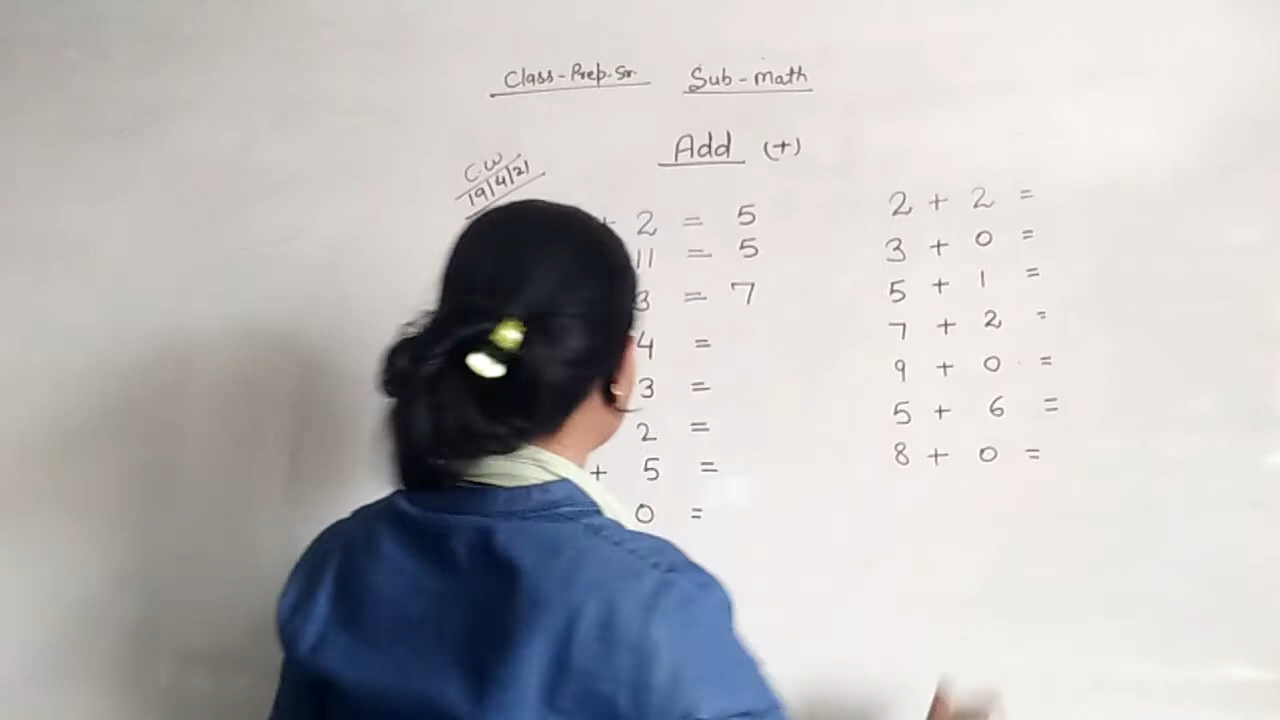 Class-Prep.Sr. Sub-math
Add (+)
C.W
19/4/21
+ 2 = 5
11 = 5
3 = 7
4 =
3 =
2 =
+ 5 =
0 =
2 + 2 =
3 + 0 =
5 + 1 =
7 + 2 =
9 + 0 =
5 + 6 =
8 + 0 =